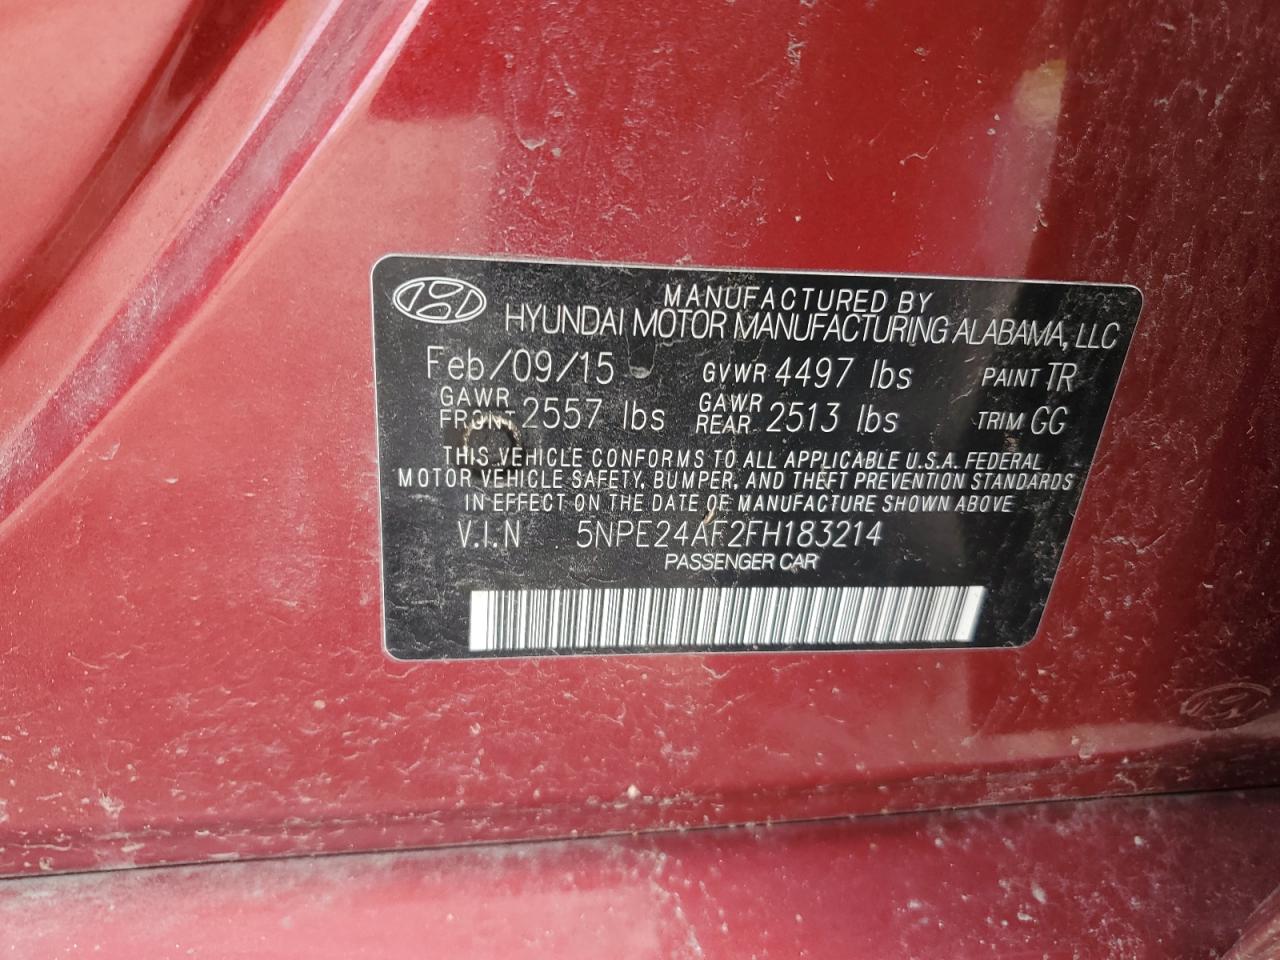 MANUFACTURED BY
HYUNDAI MOTOR MANUFACTURING ALABAMA, LLC
Feb/09/15 GVWR 4497 lbs PAINT TR
GAWR FRONT 2557 lbs GAWR REAR 2513 lbs TRIM GG
THIS VEHICLE CONFORMS TO ALL APPLICABLE U.S.A. FEDERAL
MOTOR VEHICLE SAFETY, BUMPER, AND THEFT PREVENTION STANDARDS
IN EFFECT ON THE DATE OF MANUFACTURE SHOWN ABOVE
V.I.N 5NPE24AF2FH183214
PASSENGER CAR